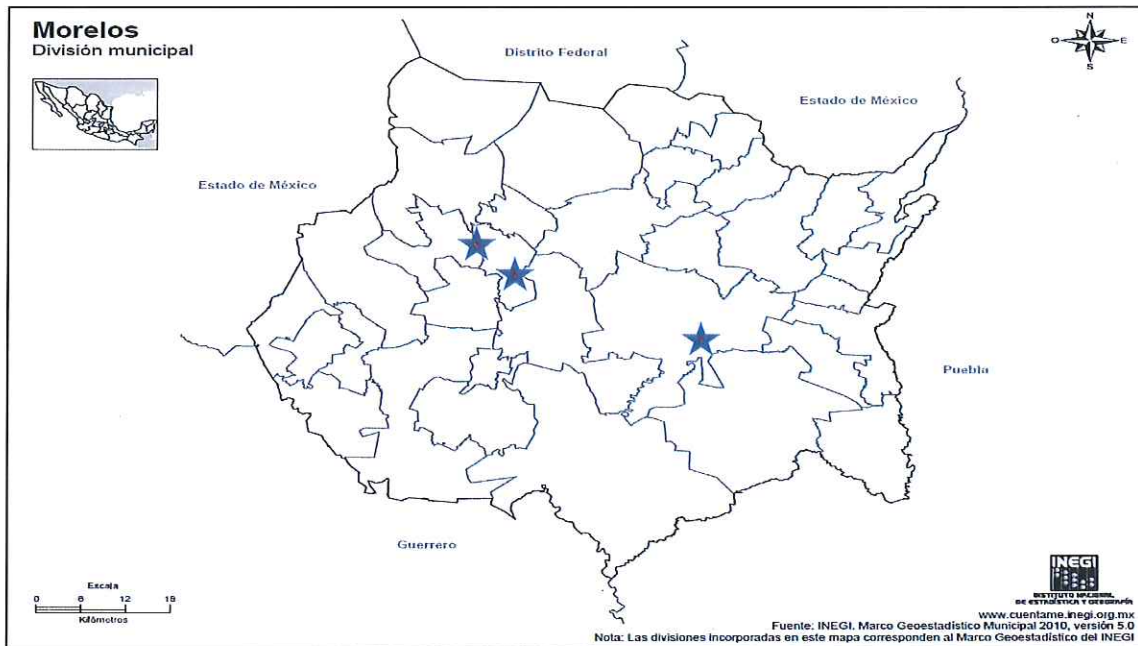 Morelos
División municipal
Distrito Federal
Estado de México
Estado de México
Puebla
Guerrero
N
O
E
S
Escala
0 6 12 18
Kilómetros
INEGI
INSTITUTO NACIONAL
DE ESTADÍSTICA Y GEOGRAFÍA
www.cuentame.inegi.org.mx
Fuente: INEGI. Marco Geoestadístico Municipal 2010, versión 5.0
Nota: Las divisiones incorporadas en este mapa corresponden al Marco Geoestadístico del INEGI